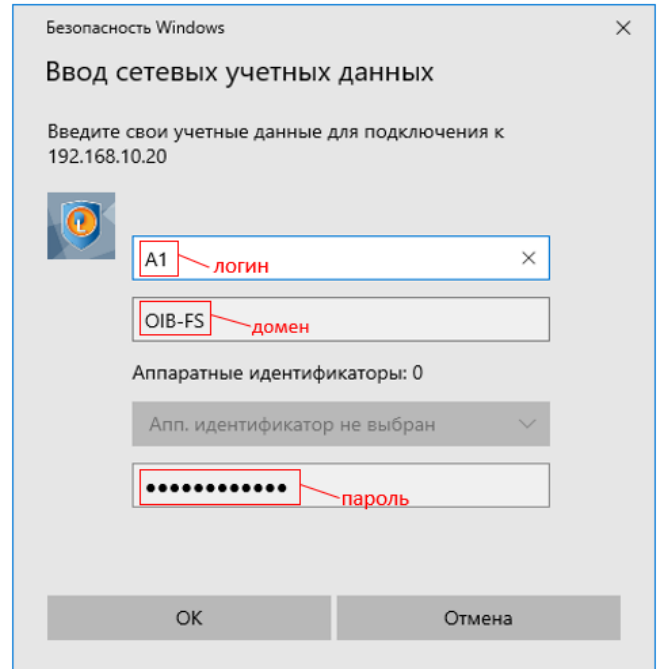 Безопасность Windows
Ввод сетевых учетных данных
Введите свои учетные данные для подключения к
192.168.10.20
A1
логин
OIB-FS
домен
Аппаратные идентификаторы: 0
Апп. идентификатор не выбран
••••••••••••
пароль
ОК
Отмена